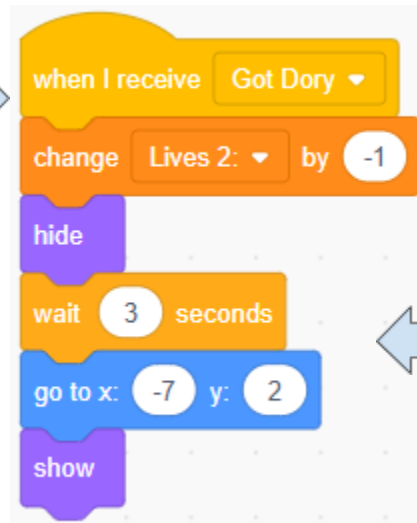 when I receive Got Dory
change Lives 2: by -1
hide
wait 3 seconds
go to x: -7 y: 2
show